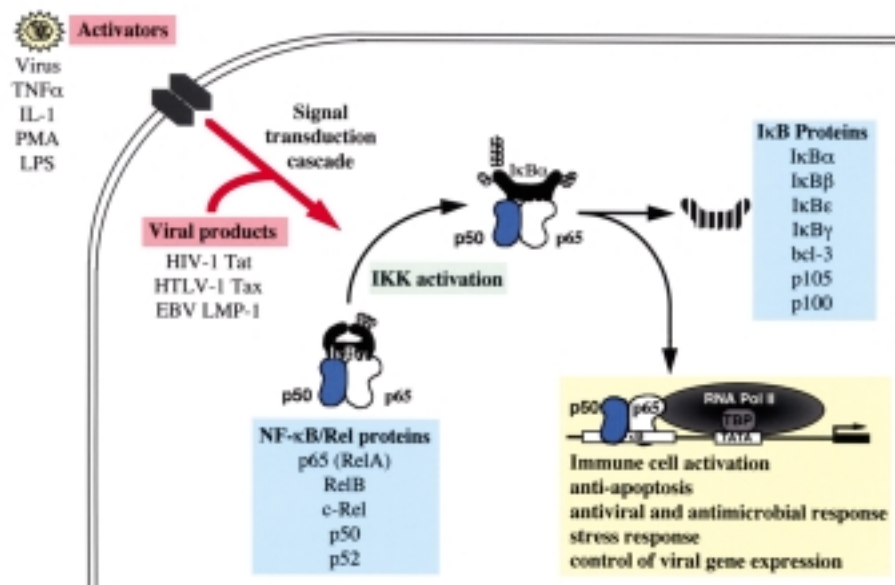 Activators
Virus
TNFα
IL-1
PMA
LPS
Signal
transduction
cascade
Viral products
HIV-1 Tat
HTLV-1 Tax
EBV LMP-1
IKK activation
IκBα
p50
p65
p50
p65
NF-κB/Rel proteins
p65 (RelA)
RelB
c-Rel
p50
p52
IκB Proteins
IκBα
IκBβ
IκBε
IκBγ
bcl-3
p105
p100
p50
p65
RNA Pol II
TBP
TATA
Immune cell activation
anti-apoptosis
antiviral and antimicrobial response
stress response
control of viral gene expression